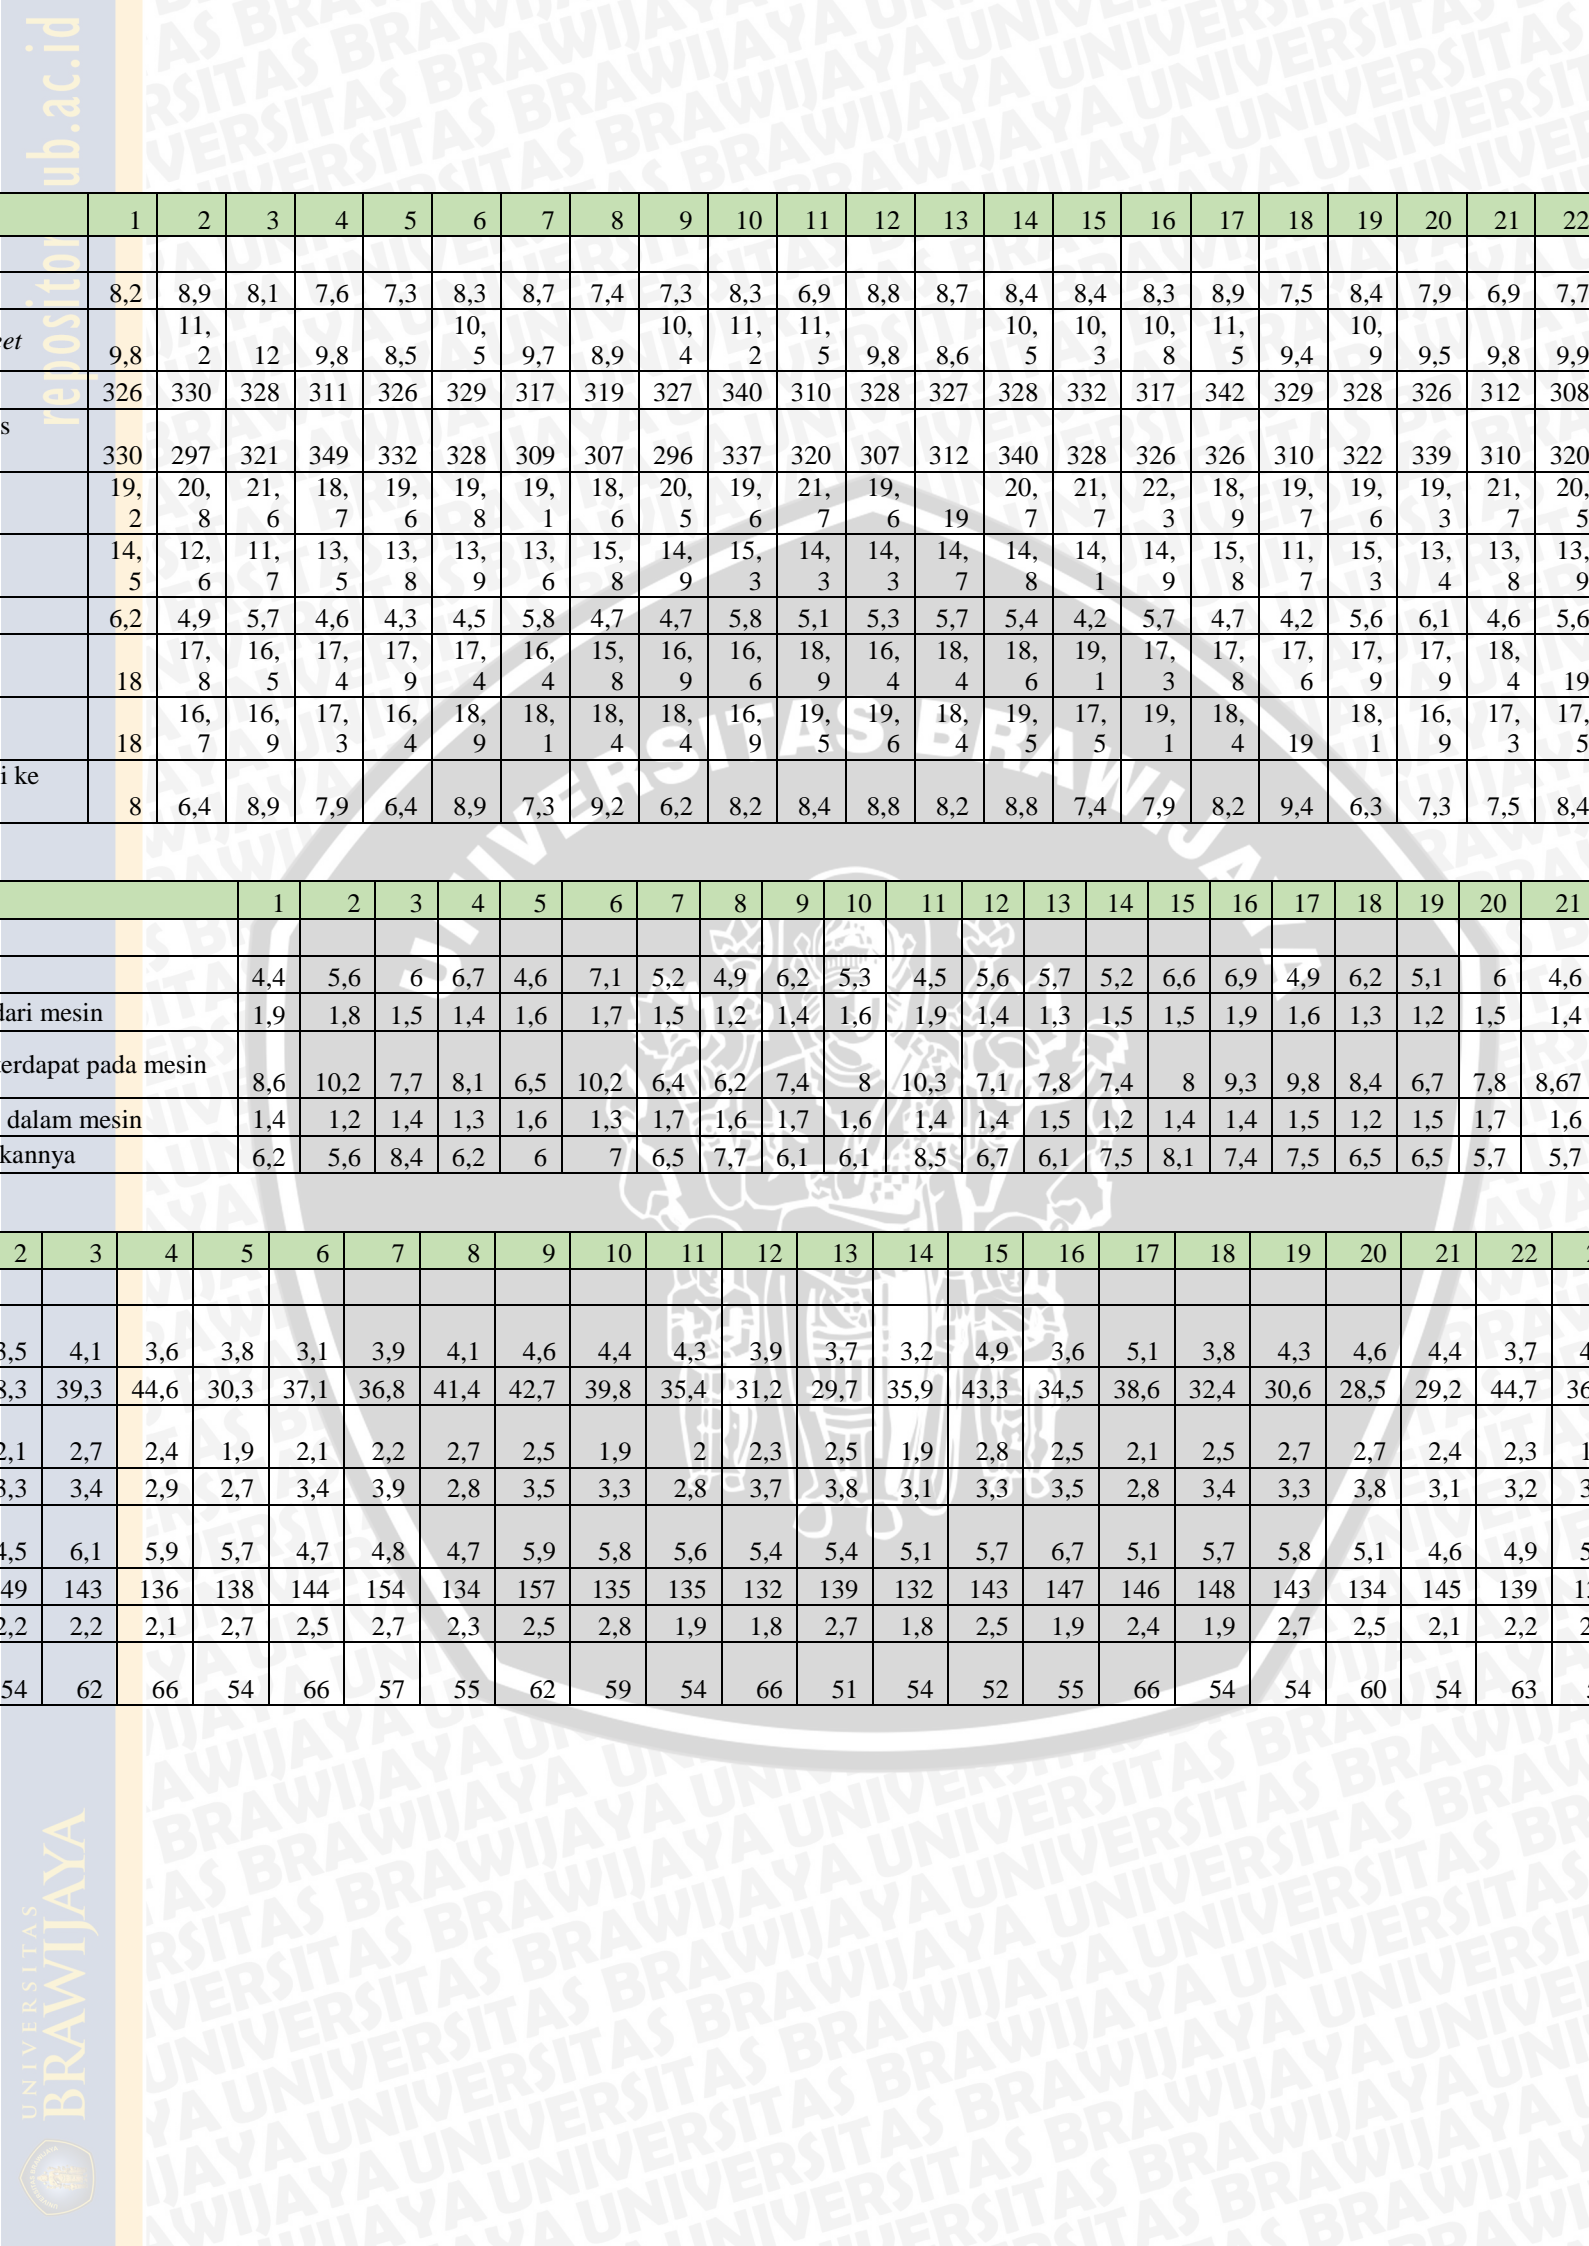 1 2 3 4 5 6 7 8 9 10 11 12 13 14 15 16 17 18 19 20 21 22
8,2 8,9 8,1 7,6 7,3 8,3 8,7 7,4 7,3 8,3 6,9 8,8 8,7 8,4 8,4 8,3 8,9 7,5 8,4 7,9 6,9 7,7
eet 9,8 11,2 12 9,8 8,5 10,5 9,7 8,9 10,4 11,2 11,5 9,8 8,6 10,5 10,3 10,8 11,5 9,4 10,9 9,5 9,8 9,9
326 330 328 311 326 329 317 319 327 340 310 328 327 328 332 317 342 329 328 326 312 308
s
330 297 321 349 332 328 309 307 296 337 320 307 312 340 328 326 326 310 322 339 310 320
19,2 20,8 21,6 18,7 19,6 19,8 19,1 18,6 20,5 19,6 21,7 19,6 19 20,7 21,7 22,3 18,9 19,7 19,6 19,3 21,7 20,5
14,5 12,6 11,7 13,5 13,8 13,9 13,6 15,8 14,9 15,3 14,3 14,3 14,7 14,8 14,1 14,9 15,8 11,7 15,3 13,4 13,8 13,9
6,2 4,9 5,7 4,6 4,3 4,5 5,8 4,7 4,7 5,8 5,1 5,3 5,7 5,4 4,2 5,7 4,7 4,2 5,6 6,1 4,6 5,6
18 17,8 16,5 17,4 17,9 17,4 16,4 15,8 16,9 16,6 18,9 16,4 18,4 18,6 19,1 17,3 17,8 17,6 17,9 17,9 18,4 19
18 16,7 16,9 17,3 16,4 18,9 18,1 18,4 18,4 16,9 19,5 19,6 18,4 19,5 17,5 19,1 18,4 19 18,1 16,9 17,3 17,5
i ke
8 6,4 8,9 7,9 6,4 8,9 7,3 9,2 6,2 8,2 8,4 8,8 8,2 8,8 7,4 7,9 8,2 9,4 6,3 7,3 7,5 8,4
1 2 3 4 5 6 7 8 9 10 11 12 13 14 15 16 17 18 19 20 21
4,4 5,6 6 6,7 4,6 7,1 5,2 4,9 6,2 5,3 4,5 5,6 5,7 5,2 6,6 6,9 4,9 6,2 5,1 6 4,6
dari mesin 1,9 1,8 1,5 1,4 1,6 1,7 1,5 1,2 1,4 1,6 1,9 1,4 1,3 1,5 1,5 1,9 1,6 1,3 1,2 1,5 1,4
terdapat pada mesin
8,6 10,2 7,7 8,1 6,5 10,2 6,4 6,2 7,4 8 10,3 7,1 7,8 7,4 8 9,3 9,8 8,4 6,7 7,8 8,67
dalam mesin 1,4 1,2 1,4 1,3 1,6 1,3 1,7 1,6 1,7 1,6 1,4 1,4 1,5 1,2 1,4 1,4 1,5 1,2 1,5 1,7 1,6
kannya 6,2 5,6 8,4 6,2 6 7 6,5 7,7 6,1 6,1 8,5 6,7 6,1 7,5 8,1 7,4 7,5 6,5 6,5 5,7 5,7
2 3 4 5 6 7 8 9 10 11 12 13 14 15 16 17 18 19 20 21 22
3,5 4,1 3,6 3,8 3,1 3,9 4,1 4,6 4,4 4,3 3,9 3,7 3,2 4,9 3,6 5,1 3,8 4,3 4,6 4,4 3,7 4
8,3 39,3 44,6 30,3 37,1 36,8 41,4 42,7 39,8 35,4 31,2 29,7 35,9 43,3 34,5 38,6 32,4 30,6 28,5 29,2 44,7 36
2,1 2,7 2,4 1,9 2,1 2,2 2,7 2,5 1,9 2 2,3 2,5 1,9 2,8 2,5 2,1 2,5 2,7 2,7 2,4 2,3 1
3,3 3,4 2,9 2,7 3,4 3,9 2,8 3,5 3,3 2,8 3,7 3,8 3,1 3,3 3,5 2,8 3,4 3,3 3,8 3,1 3,2 3
4,5 6,1 5,9 5,7 4,7 4,8 4,7 5,9 5,8 5,6 5,4 5,4 5,1 5,7 6,7 5,1 5,7 5,8 5,1 4,6 4,9 5
49 143 136 138 144 154 134 157 135 135 132 139 132 143 147 146 148 143 134 145 139
2,2 2,2 2,1 2,7 2,5 2,7 2,3 2,5 2,8 1,9 1,8 2,7 1,8 2,5 1,9 2,4 1,9 2,7 2,5 2,1 2,2 2
54 62 66 54 66 57 55 62 59 54 66 51 54 52 55 66 54 54 60 54 63
UNIVERSITAS BRAWIJAYA
repositor ub.ac.id
UNIVERSITAS
BRAWIJAYA